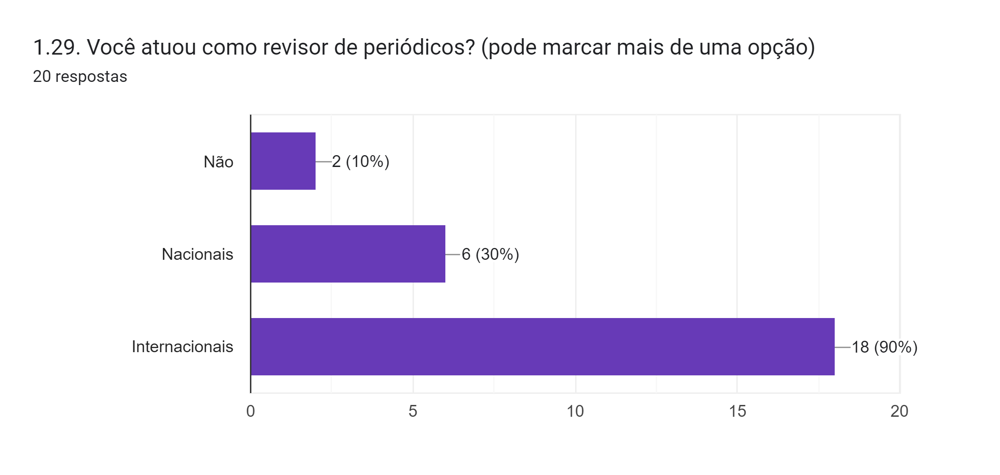 1.29. Você atuou como revisor de periódicos? (pode marcar mais de uma opção)
20 respostas
Não
2 (10%)
Nacionais
6 (30%)
Internacionais
18 (90%)
0 5 10 15 20